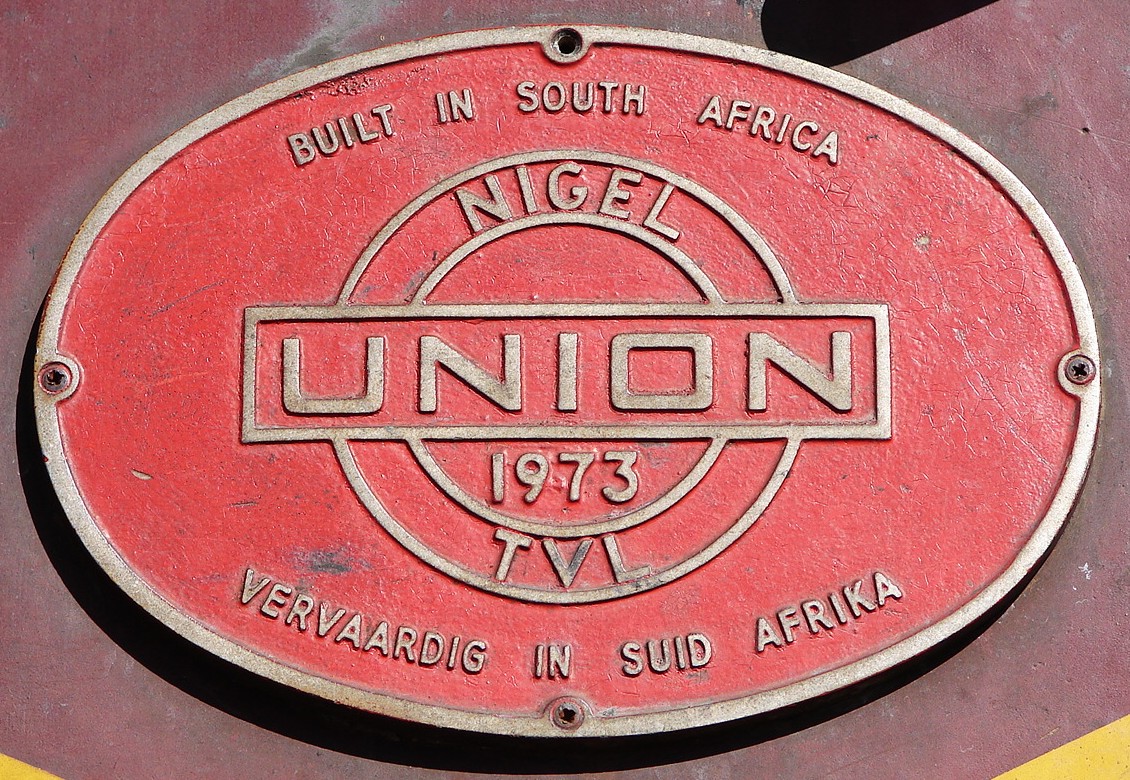 BUILT IN SOUTH AFRICA
NIGEL
UNION
1973
TVL
VERVAARDIG IN SUID AFRIKA